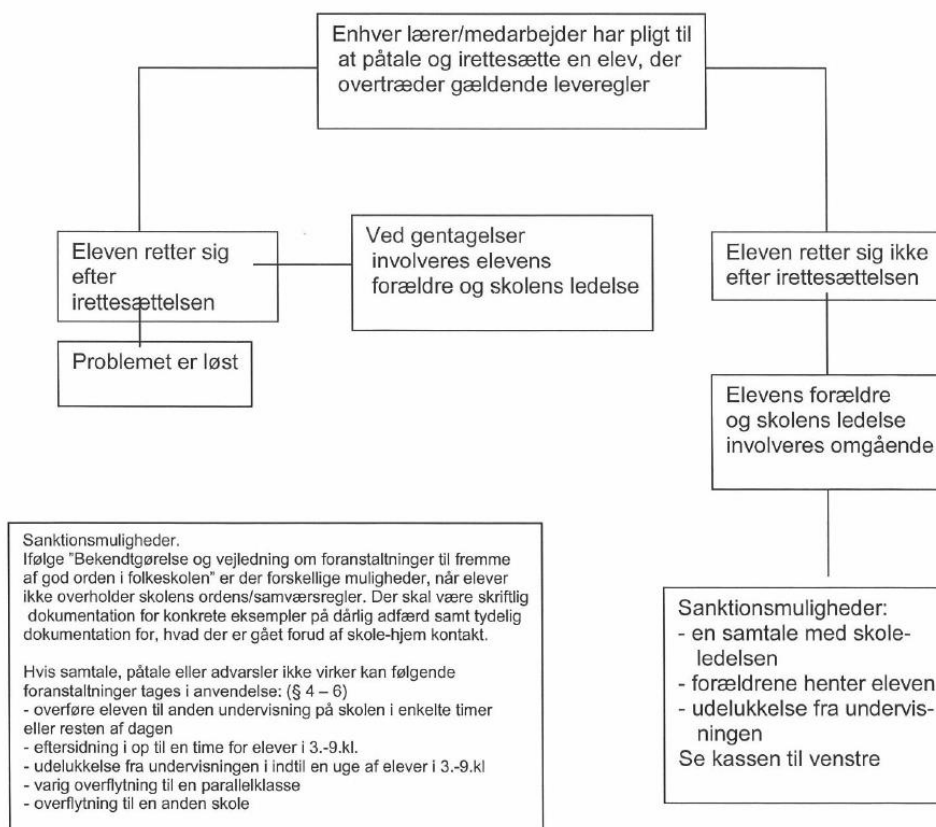 Enhver lærer/medarbejder har pligt til
at påtale og irettesætte en elev, der
overtræder gældende leveregler
Eleven retter sig
efter
irettesættelsen
Ved gentagelser
involveres elevens
forældre og skolens ledelse
Eleven retter sig ikke
efter irettesættelsen
Problemet er løst
Elevens forældre
og skolens ledelse
involveres omgående
Sanktionsmuligheder.
Ifølge "Bekendtgørelse og vejledning om foranstaltninger til fremme
af god orden i folkeskolen" er der forskellige muligheder, når elever
ikke overholder skolens ordens/samværsregler. Der skal være skriftlig
dokumentation for konkrete eksempler på dårlig adfærd samt tydelig
dokumentation for, hvad der er gået forud af skole-hjem kontakt.
Hvis samtale, påtale eller advarsler ikke virker kan følgende
foranstaltninger tages i anvendelse: (§ 4 – 6)
- overføre eleven til anden undervisning på skolen i enkelte timer
eller resten af dagen
- eftersidning i op til en time for elever i 3.-9.kl.
- udelukkelse fra undervisningen i indtil en uge af elever i 3.-9.kl
- varig overflytning til en parallelklasse
- overflytning til en anden skole
Sanktionsmuligheder:
- en samtale med skole-
ledelsen
- forældrene henter eleven
- udelukkelse fra undervis-
ningen
Se kassen til venstre